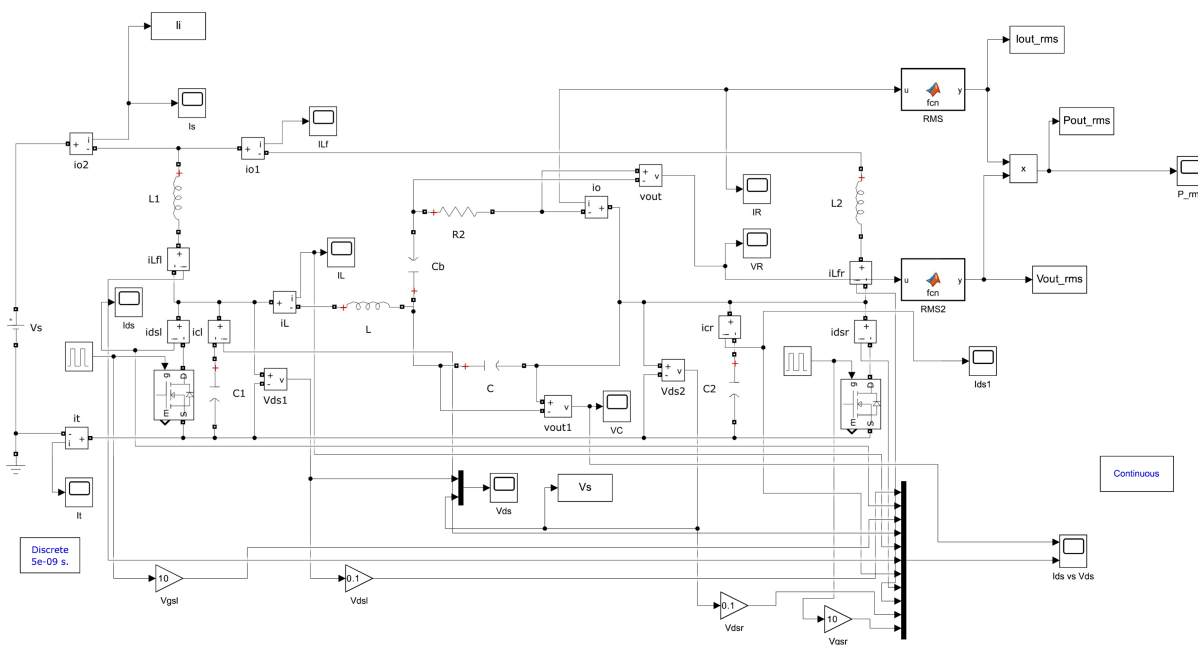 Ii
Iout_rms
Is
ILf
u
fcn
y
RMS
Pout_rms
io2
io1
x
P_rm
L1
vout
io
IR
L2
R2
VR
iLfl
IL
Cb
iLfr
u
fcn
y
RMS2
Vout_rms
Vs
Ids
idsl
icl
iL
L
icr
idsr
C1
Vds1
C
Vds2
C2
Ids1
it
vout1
VC
It
Vds
Vs
Continuous
Discrete
5e-09 s.
10
Vgsl
0.1
Vdsl
0.1
Vdsr
10
Vgsr
Ids vs Vds